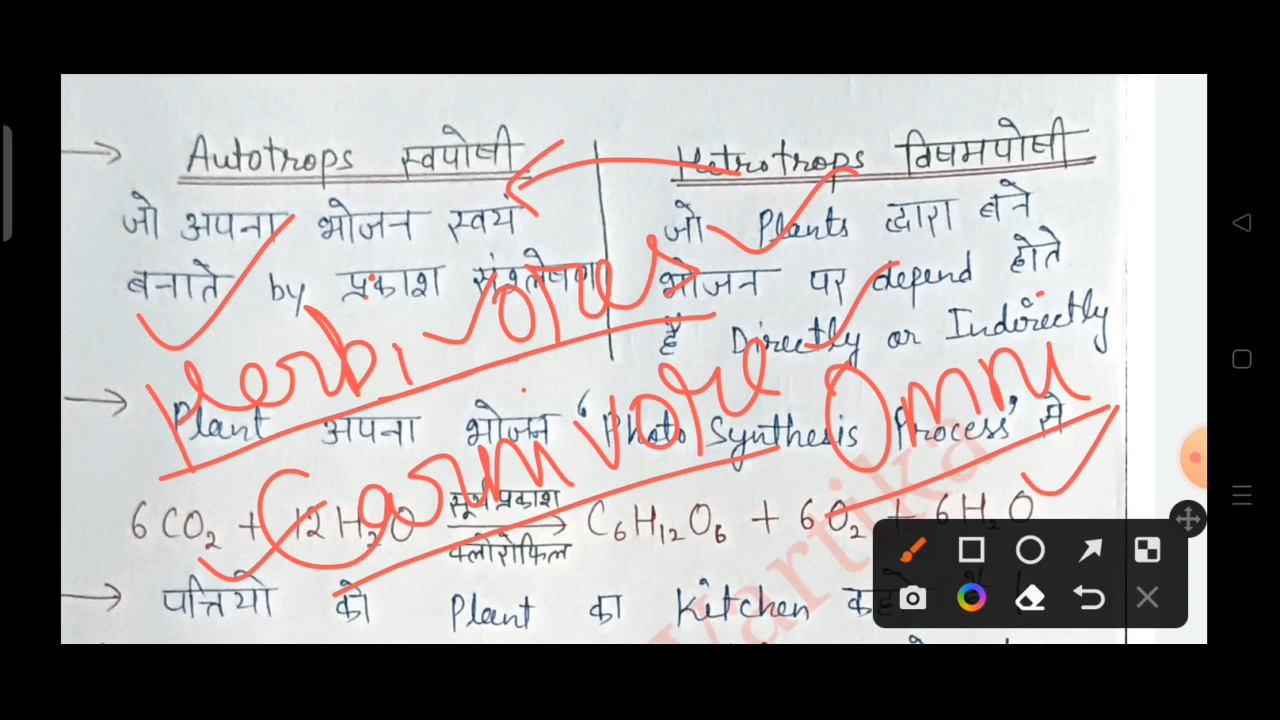 → Autotrops स्वपोषी
जो अपना भोजन स्वयं
बनाते by प्रकाश संश्लेषण
Hetrotrops विषमपोषी
जो Plants द्वारा बने
भोजन पर depend होते
हैं Directly or Indirectly
Herbivores
Carnivore
Omni
→ Plant अपना भोजन 'Photo Synthesis Process' से
6CO₂ + 12H₂O सूर्य प्रकाश → क्लोरोफिल C₆H₁₂O₆ + 6O₂ + 6H₂O
→ पत्तियो को Plant का Kitchen
Vartika